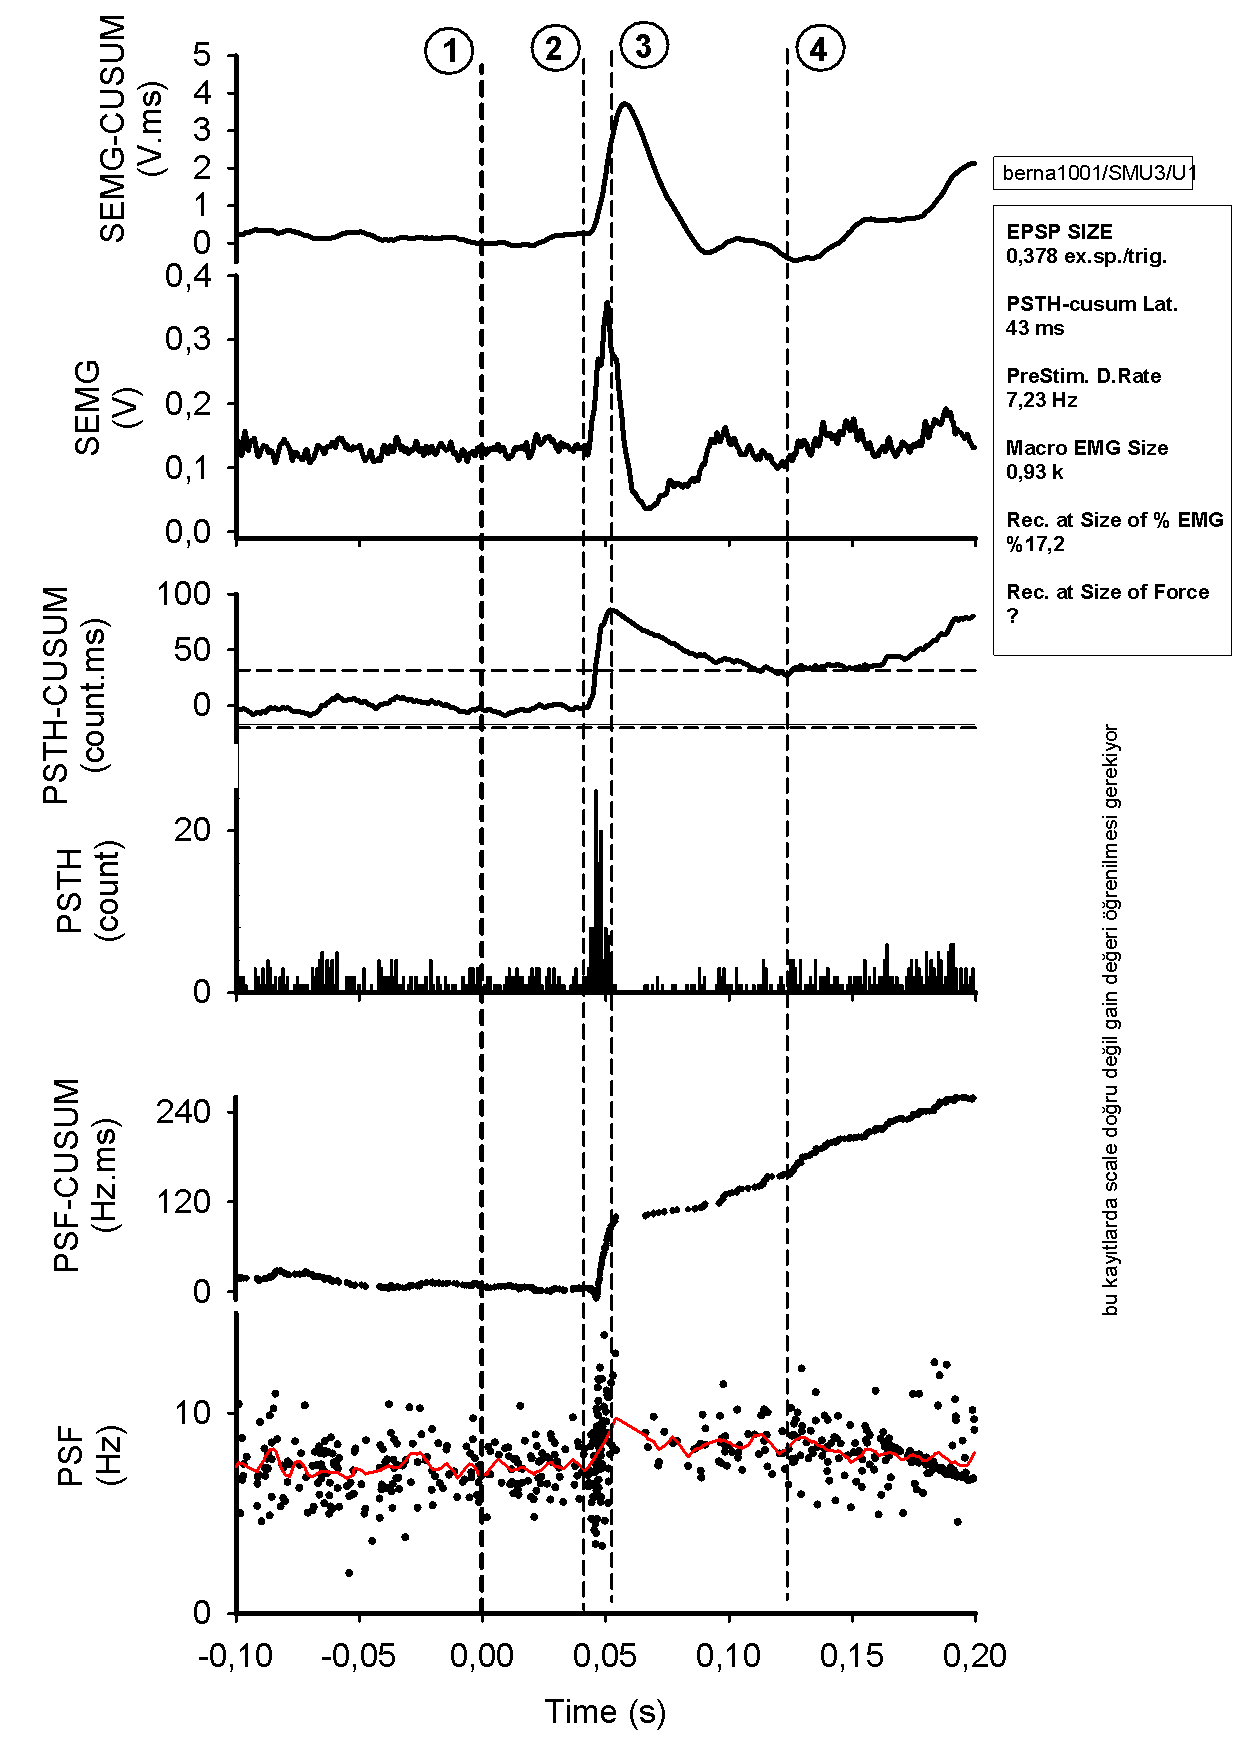 1
2
3
4
SEMG-CUSUM
(V.ms)
5
4
3
2
1
0
berna1001/SMU3/U1
EPSP SIZE
0,378 ex.sp./trig.
PSTH-cusum Lat.
43 ms
PreStim. D.Rate
7,23 Hz
Macro EMG Size
0,93 k
Rec. at Size of % EMG
%17,2
Rec. at Size of Force
?
SEMG
(V)
0,4
0,3
0,2
0,1
0,0
PSTH-CUSUM
(count.ms)
100
50
0
PSTH
(count)
20
0
bu kayıtlarda scale doğru değil gain değeri öğrenilmesi gerekiyor
PSF-CUSUM
(Hz.ms)
240
120
0
PSF
(Hz)
10
0
-0,10 -0,05 0,00 0,05 0,10 0,15 0,20
Time (s)